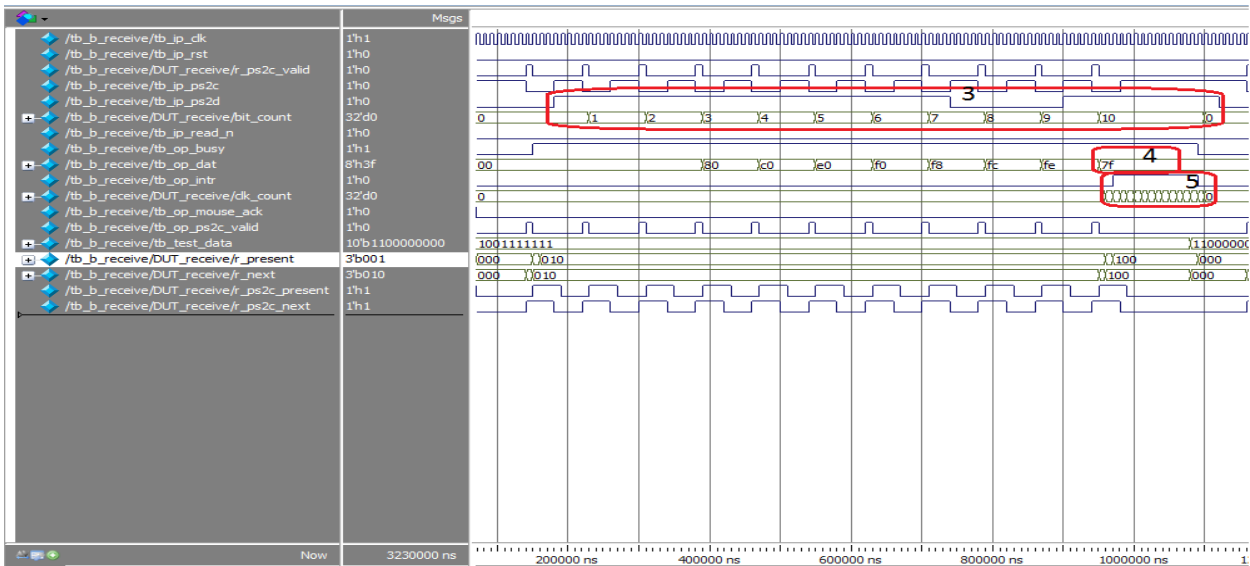 Msgs
/tb_b_receive/tb_ip_clk 1'h1
/tb_b_receive/tb_ip_rst 1'h0
/tb_b_receive/DUT_receive/r_ps2c_valid 1'h0
/tb_b_receive/tb_ip_ps2c 1'h0
/tb_b_receive/tb_ip_ps2d 1'h0 3
/tb_b_receive/DUT_receive/bit_count 32'd0 0 1 2 3 4 5 6 7 8 9 10 0
/tb_b_receive/tb_ip_read_n 1'h0
/tb_b_receive/tb_op_busy 1'h1
/tb_b_receive/tb_op_dat 8'h3f 00 80 c0 e0 f0 f8 fc fe 7f 4
/tb_b_receive/tb_op_intr 1'h0 5
/tb_b_receive/DUT_receive/clk_count 32'd0 0 0
/tb_b_receive/tb_op_mouse_ack 1'h0
/tb_b_receive/tb_op_ps2c_valid 1'h0
/tb_b_receive/tb_test_data 10'b1100000000 1001111111 11000000
/tb_b_receive/DUT_receive/r_present 3'b001 000 010 100 000
/tb_b_receive/DUT_receive/r_next 3'b010 000 010 100 000
/tb_b_receive/DUT_receive/r_ps2c_present 1'h1
/tb_b_receive/DUT_receive/r_ps2c_next 1'h1
Now 3230000 ns 200000 ns 400000 ns 600000 ns 800000 ns 1000000 ns 1